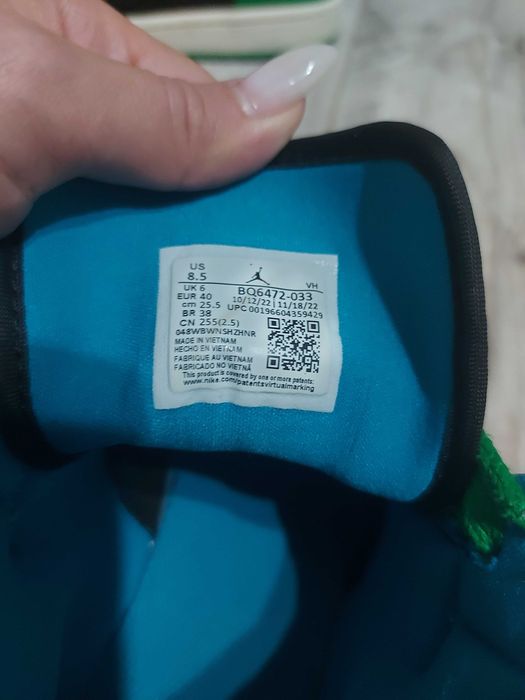 US
8.5
VH
UK 6
BQ6472-033
EUR 40
10/12/22 | 11/18/22
cm 25.5
UPC 00196604359429
BR 38
CN 255(2.5)
048WBWNSHZHNR
MADE IN VIETNAM
HECHO EN VIETNAM
FABRIQUE AU VIETNAM
FABRICADO NO VIETNÃ
This product is covered by one or more patents:
www.nike.com/patentsvirtualmarking